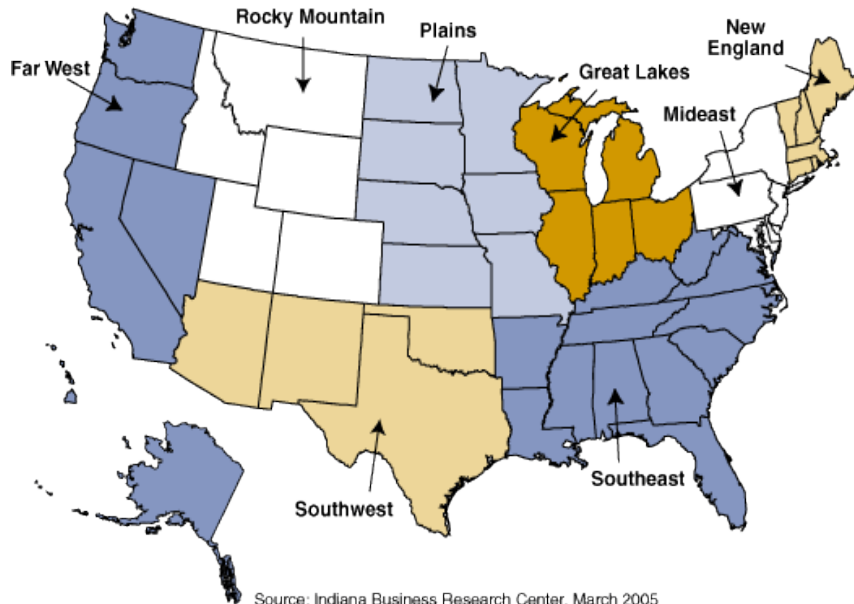 Rocky Mountain
Plains
New
England
Far West
Great Lakes
Mideast
Southwest
Southeast
Source: Indiana Business Research Center, March 2005